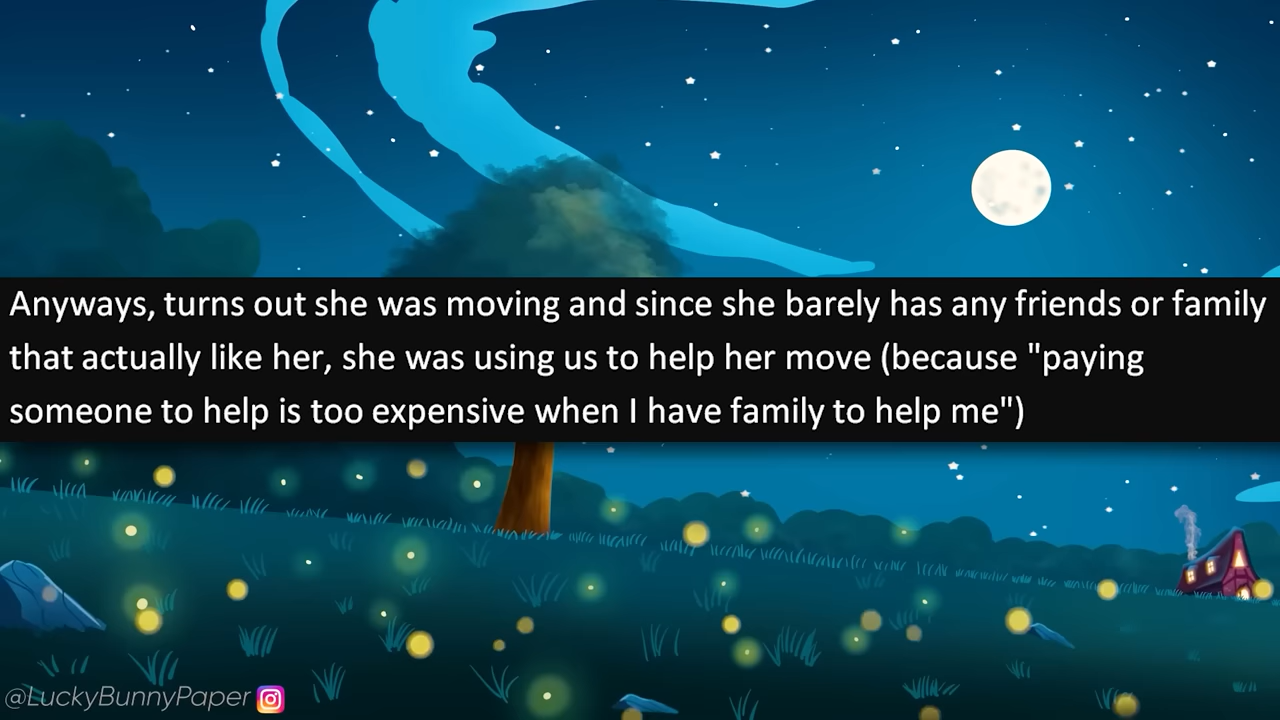 Anyways, turns out she was moving and since she barely has any friends or family
that actually like her, she was using us to help her move (because "paying
someone to help is too expensive when I have family to help me")
@LuckyBunnyPaper